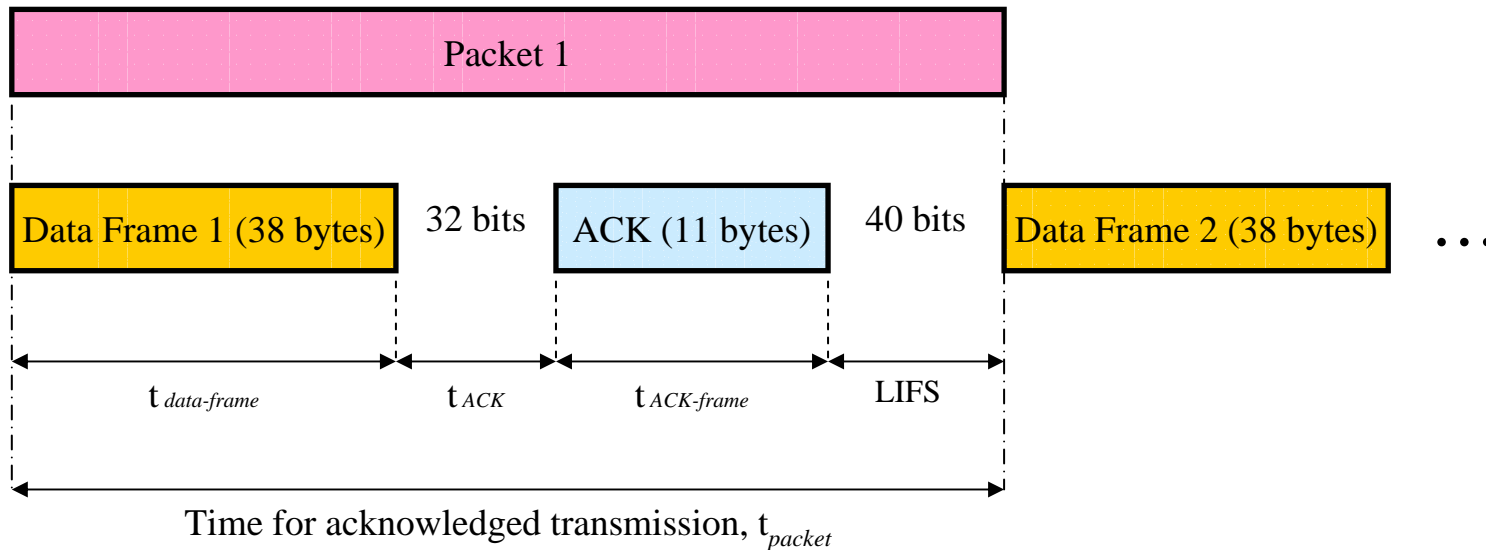 Packet 1
Data Frame 1 (38 bytes) 32 bits ACK (11 bytes) 40 bits Data Frame 2 (38 bytes) ...
t data-frame t ACK t ACK-frame LIFS
Time for acknowledged transmission, t packet